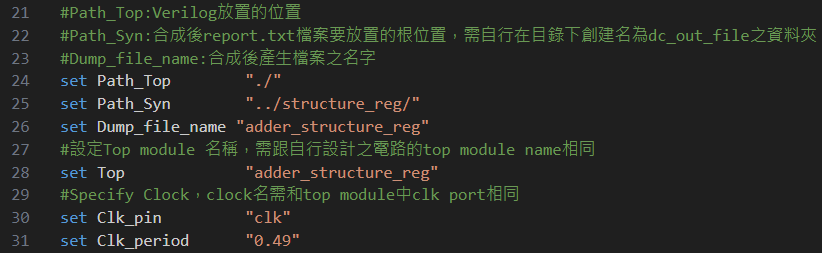 21 #Path_Top:Verilog放置的位置
22 #Path_Syn:合成後report.txt檔案要放置的根位置，需自行在目錄下創建名為dc_out_file之資料夾
23 #Dump_file_name:合成後產生檔案之名字
24 set Path_Top "./"
25 set Path_Syn "../structure_reg/"
26 set Dump_file_name "adder_structure_reg"
27 #設定Top module 名稱，需跟自行設計之電路的top module name相同
28 set Top "adder_structure_reg"
29 #Specify Clock，clock名需和top module中clk port相同
30 set Clk_pin "clk"
31 set Clk_period "0.49"